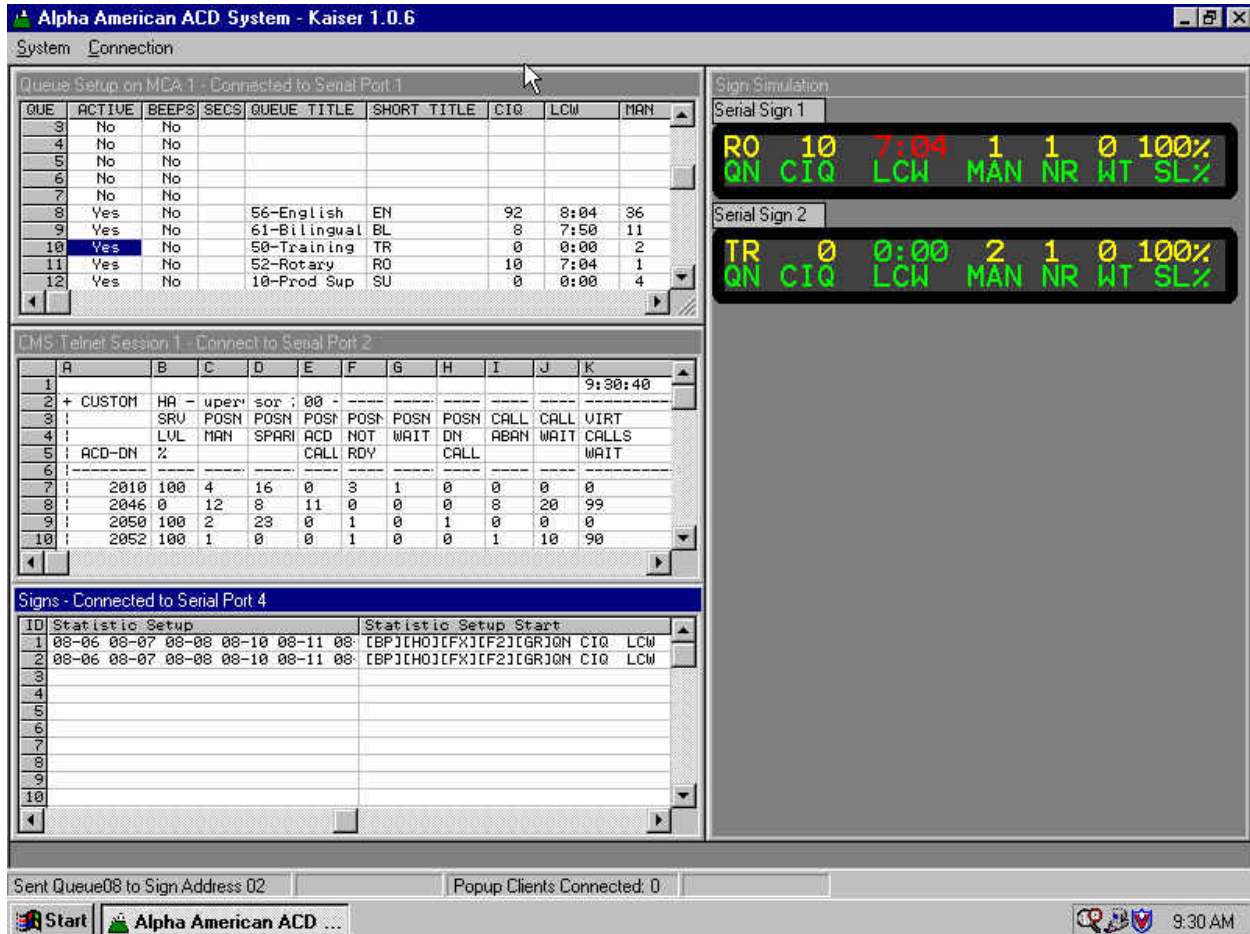 Alpha American ACD System - Kaiser 1.0.6
System Connection
Queue Setup on MCA 1 - Connected to Serial Port 1
QUE ACTIVE BEEPS SECS QUEUE TITLE SHORT TITLE CIQ LCW MAN
3 No No
4 No No
5 No No
6 No No
7 No No
8 Yes No 56-English EN 92 8:04 36
9 Yes No 61-Bilingual BL 8 7:50 11
10 Yes No 50-Training TR 0 0:00 2
11 Yes No 52-Rotary RO 10 7:04 1
12 Yes No 10-Prod Sup SU 0 0:00 4
CMS Telnet Session 1 - Connect to Serial Port 2
A B C D E F G H I J K
1 9:30:40
2 + CUSTOM HA - uper sor 00 - ---- ---- ---- ---- ---- ---------
3 ¦ SRV POSN POSN POSN POSN POSN POSN CALL CALL VIRT
4 ¦ LVL MAN SPARI ACD NOT WAIT DN ABAN WAIT CALLS
5 ¦ ACD-DN % CALL RDY CALL WAIT
6 ¦-------- ---- ---- ---- ---- ---- ---- ---- ---- ---- ---------
7 ¦ 2010 100 4 16 0 3 1 0 0 0 0
8 ¦ 2046 0 12 8 11 0 0 0 8 20 99
9 ¦ 2050 100 2 23 0 1 0 1 0 0 0
10 ¦ 2052 100 1 0 0 1 0 0 1 10 90
Signs - Connected to Serial Port 4
ID Statistic Setup Statistic Setup Start
1 08-06 08-07 08-08 08-10 08-11 08- [BP][HO][FX][F2][GR]QN CIQ LCW
2 08-06 08-07 08-08 08-10 08-11 08- [BP][HO][FX][F2][GR]QN CIQ LCW
3
4
5
6
7
8
9
10
Sign Simulation
Serial Sign 1
RO 10 7:04 1 1 0 100%
QN CIQ LCW MAN NR WT SL%
Serial Sign 2
TR 0 0:00 2 1 0 100%
QN CIQ LCW MAN NR WT SL%
Sent Queue08 to Sign Address 02
Popup Clients Connected: 0
Start Alpha American ACD ... 9:30 AM